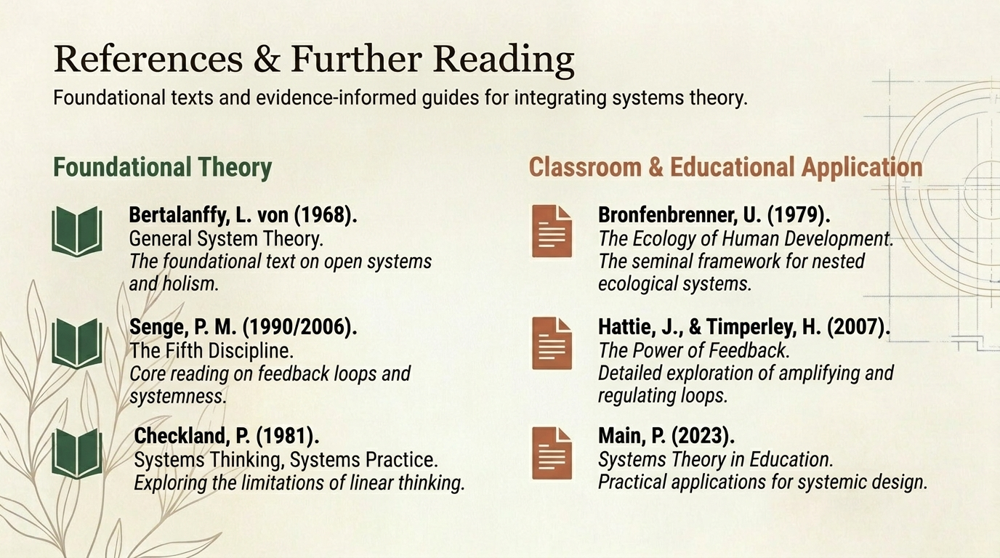 References & Further Reading
Foundational texts and evidence-informed guides for integrating systems theory.
Foundational Theory
Bertalanffy, L. von (1968).
General System Theory.
The foundational text on open systems
and holism.
Senge, P. M. (1990/2006).
The Fifth Discipline.
Core reading on feedback loops and
systemness.
Checkland, P. (1981).
Systems Thinking, Systems Practice.
Exploring the limitations of linear thinking.
Classroom & Educational Application
Bronfenbrenner, U. (1979).
The Ecology of Human Development.
The seminal framework for nested
ecological systems.
Hattie, J., & Timperley, H. (2007).
The Power of Feedback.
Detailed exploration of amplifying and
regulating loops.
Main, P. (2023).
Systems Theory in Education.
Practical applications for systemic design.